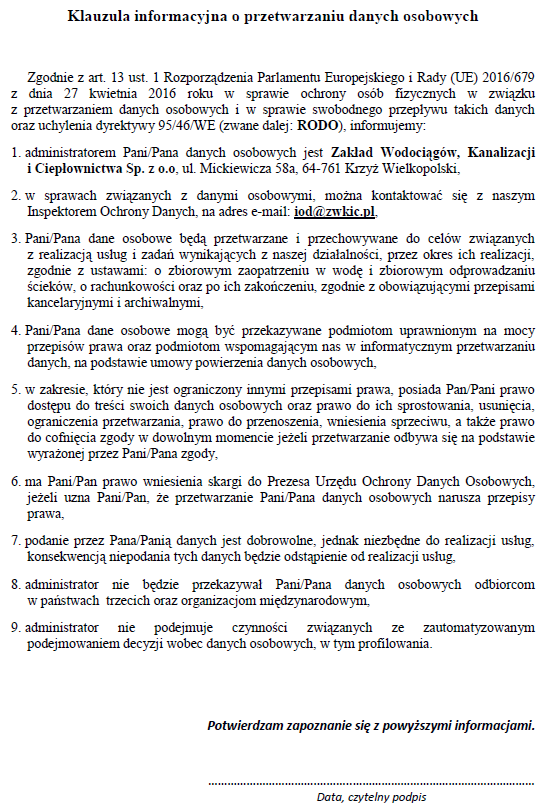 Klauzula informacyjna o przetwarzaniu danych osobowych
Zgodnie z art. 13 ust. 1 Rozporządzenia Parlamentu Europejskiego i Rady (UE) 2016/679
z dnia 27 kwietnia 2016 roku w sprawie ochrony osób fizycznych w związku
z przetwarzaniem danych osobowych i w sprawie swobodnego przepływu takich danych
oraz uchylenia dyrektywy 95/46/WE (zwane dalej: RODO), informujemy:
1. administratorem Pani/Pana danych osobowych jest Zakład Wodociągów, Kanalizacji
i Ciepłownictwa Sp. z o.o, ul. Mickiewicza 58a, 64-761 Krzyż Wielkopolski,
2. w sprawach związanych z danymi osobowymi, można kontaktować się z naszym
Inspektorem Ochrony Danych, na adres e-mail: iod@zwkic.pl,
3. Pani/Pana dane osobowe będą przetwarzane i przechowywane do celów związanych
z realizacją usług i zadań wynikających z naszej działalności, przez okres ich realizacji,
zgodnie z ustawami: o zbiorowym zaopatrzeniu w wodę i zbiorowym odprowadzaniu
ścieków, o rachunkowości oraz po ich zakończeniu, zgodnie z obowiązującymi przepisami
kancelaryjnymi i archiwalnymi,
4. Pani/Pana dane osobowe mogą być przekazywane podmiotom uprawnionym na mocy
przepisów prawa oraz podmiotom wspomagającym nas w informatycznym przetwarzaniu
danych, na podstawie umowy powierzenia danych osobowych,
5. w zakresie, który nie jest ograniczony innymi przepisami prawa, posiada Pan/Pani prawo
dostępu do treści swoich danych osobowych oraz prawo do ich sprostowania, usunięcia,
ograniczenia przetwarzania, prawo do przenoszenia, wniesienia sprzeciwu, a także prawo
do cofnięcia zgody w dowolnym momencie jeżeli przetwarzanie odbywa się na podstawie
wyrażonej przez Pani/Pana zgody,
6. ma Pani/Pan prawo wniesienia skargi do Prezesa Urzędu Ochrony Danych Osobowych,
jeżeli uzna Pani/Pan, że przetwarzanie Pani/Pana danych osobowych narusza przepisy
prawa,
7. podanie przez Pana/Panią danych jest dobrowolne, jednak niezbędne do realizacji usług,
konsekwencją niepodania tych danych będzie odstąpienie od realizacji usług,
8. administrator nie będzie przekazywał Pani/Pana danych osobowych odbiorcom
w państwach trzecich oraz organizacjom międzynarodowym,
9. administrator nie podejmuje czynności związanych ze zautomatyzowanym
podejmowaniem decyzji wobec danych osobowych, w tym profilowania.
Potwierdzam zapoznanie się z powyższymi informacjami.
……………………………………………………………………………………
Data, czytelny podpis